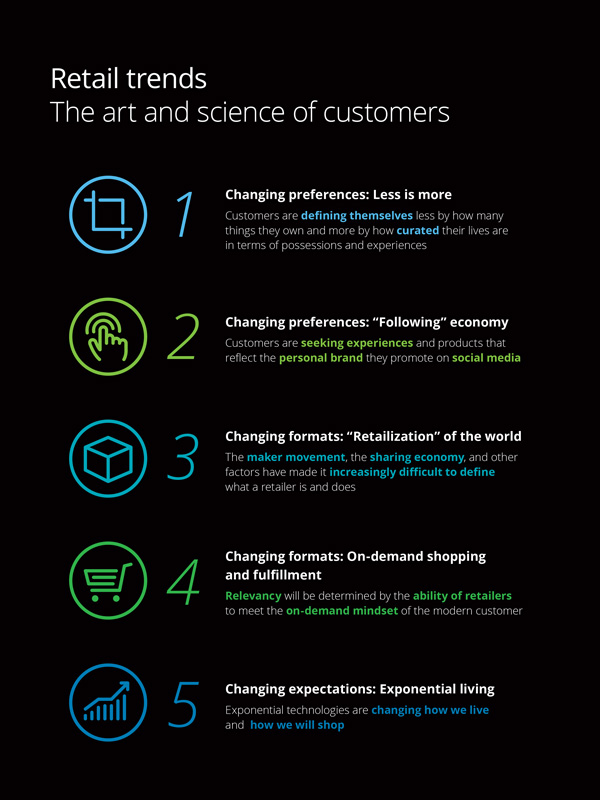 Retail trends
The art and science of customers
1
Changing preferences: Less is more
Customers are defining themselves less by how many
things they own and more by how curated their lives are
in terms of possessions and experiences
2
Changing preferences: “Following” economy
Customers are seeking experiences and products that
reflect the personal brand they promote on social media
3
Changing formats: “Retailization” of the world
The maker movement, the sharing economy, and other
factors have made it increasingly difficult to define
what a retailer is and does
4
Changing formats: On-demand shopping
and fulfillment
Relevancy will be determined by the ability of retailers
to meet the on-demand mindset of the modern customer
5
Changing expectations: Exponential living
Exponential technologies are changing how we live
and how we will shop